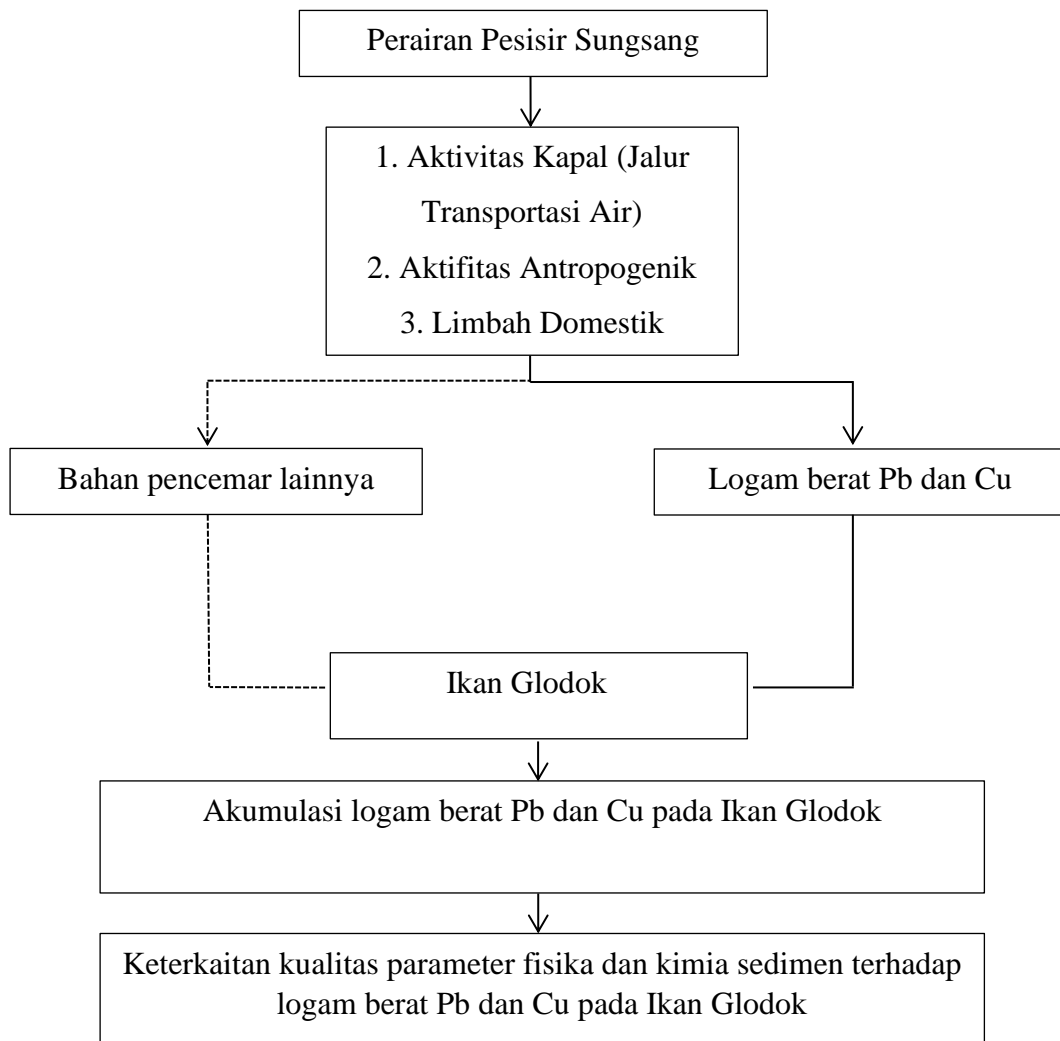 Perairan Pesisir Sungsang
1. Aktivitas Kapal (Jalur
Transportasi Air)
2. Aktifitas Antropogenik
3. Limbah Domestik
Bahan pencemar lainnya
Logam berat Pb dan Cu
Ikan Glodok
Akumulasi logam berat Pb dan Cu pada Ikan Glodok
Keterkaitan kualitas parameter fisika dan kimia sedimen terhadap
logam berat Pb dan Cu pada Ikan Glodok